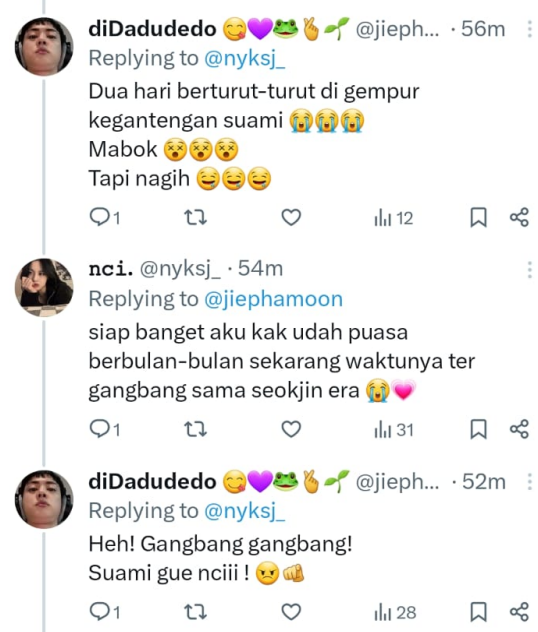 diDadudedo 😋💜🐸🫰🌱 @jieph... · 56m
Replying to @nyksj_
Dua hari berturut-turut di gempur
kegantengan suami 😭😭😭
Mabok 😵😵😵
Tapi nagih 🤤🤤🤤
1 12
nci. @nyksj_ · 54m
Replying to @jiephamoon
siap banget aku kak udah puasa
berbulan-bulan sekarang waktunya ter
gangbang sama seokjin era 😭💗
1 31
diDadudedo 😋💜🐸🫰🌱 @jieph... · 52m
Replying to @nyksj_
Heh! Gangbang gangbang!
Suami gue nciii ! 😠🫵
1 28